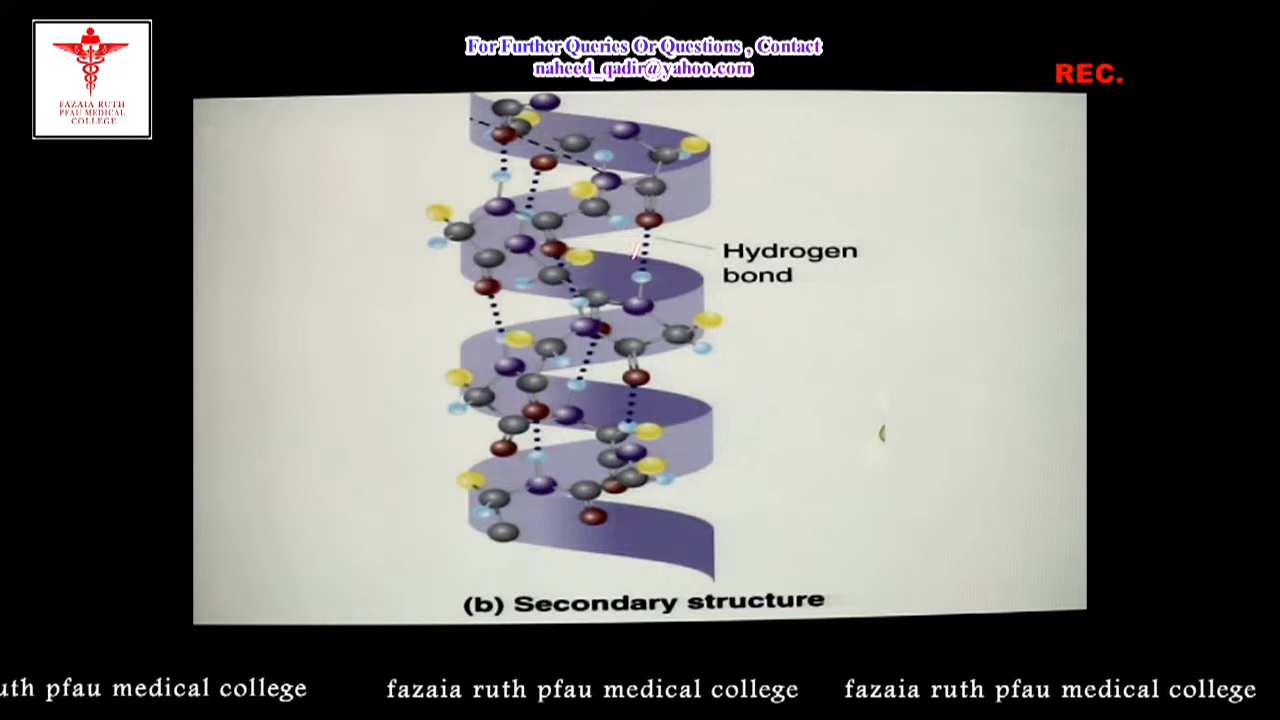 For Further Querics Or Questions , Contact
naheed_qadir@yahoo.com
REC.
FAZAIA RUTH
PFAU MEDICAL
COLLEGE
Hydrogen
bond
(b) Secondary structure
uth pfau medical college fazaia ruth pfau medical college fazaia ruth pfau medical college